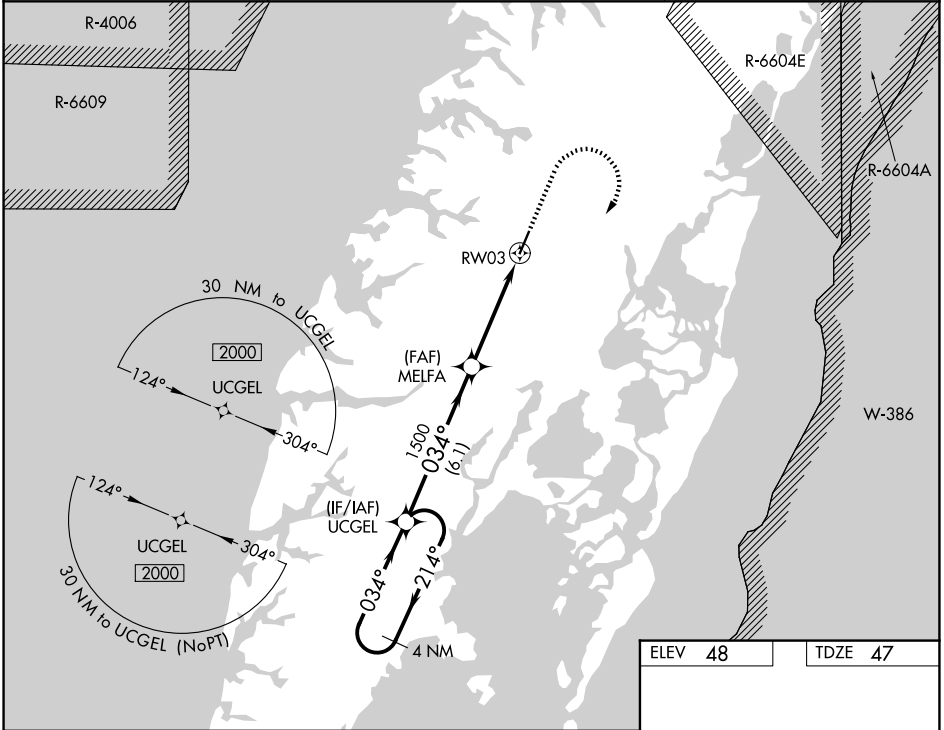 R-4006
R-6609
R-6604E
R-6604A
W-386
RW03
(FAF)
MELFA
1500
034°
(6.1)
(IF/IAF)
UCGEL
034°
214°
4 NM
30 NM to UCGEL
2000
UCGEL
124°
304°
124°
304°
UCGEL
2000
30 NM to UCGEL (NoPT)
ELEV 48
TDZE 47